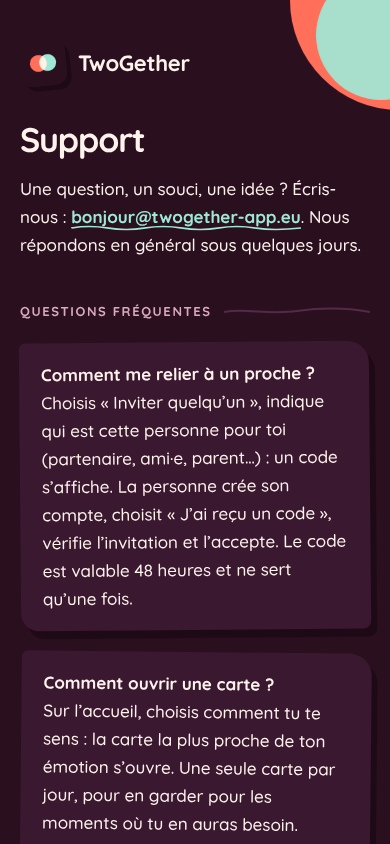 TwoGether
Support
Une question, un souci, une idée ? Écris-
nous : bonjour@twogether-app.eu. Nous
répondons en général sous quelques jours.
QUESTIONS FRÉQUENTES
Comment me relier à un proche ?
Choisis « Inviter quelqu’un », indique
qui est cette personne pour toi
(partenaire, ami·e, parent…) : un code
s’affiche. La personne crée son
compte, choisit « J’ai reçu un code »,
vérifie l’invitation et l’accepte. Le code
est valable 48 heures et ne sert
qu’une fois.
Comment ouvrir une carte ?
Sur l’accueil, choisis comment tu te
sens : la carte la plus proche de ton
émotion s’ouvre. Une seule carte par
jour, pour en garder pour les
moments où tu en auras besoin.